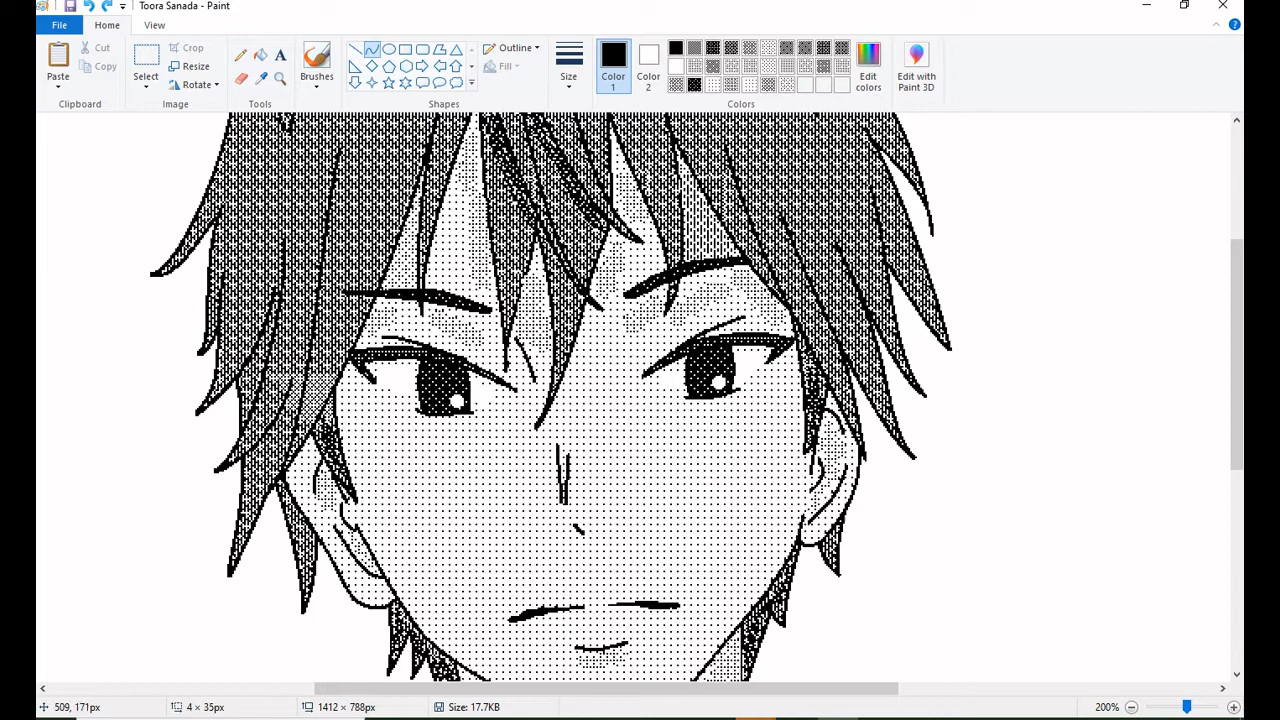 Toora Sanada - Paint
File Home View
Paste
Cut
Copy
Clipboard
Select
Crop
Resize
Rotate
Image
A
Tools
Brushes
Outline
Fill
Shapes
Size
Color 1
Color 2
Colors
Edit colors
Edit with Paint 3D
509, 171px
4 × 35px
1412 × 788px
Size: 17.7KB
200%